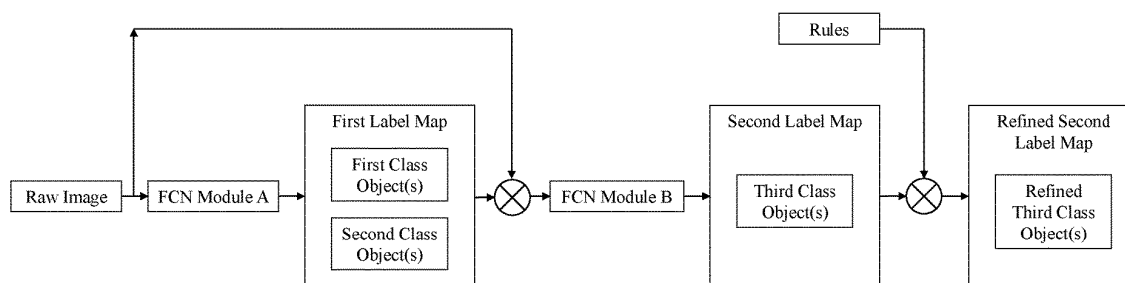 Rules
First Label Map
Second Label Map
Refined Second
Label Map
First Class
Object(s)
Raw Image
FCN Module A
FCN Module B
Third Class
Object(s)
Refined
Third Class
Object(s)
Second Class
Object(s)